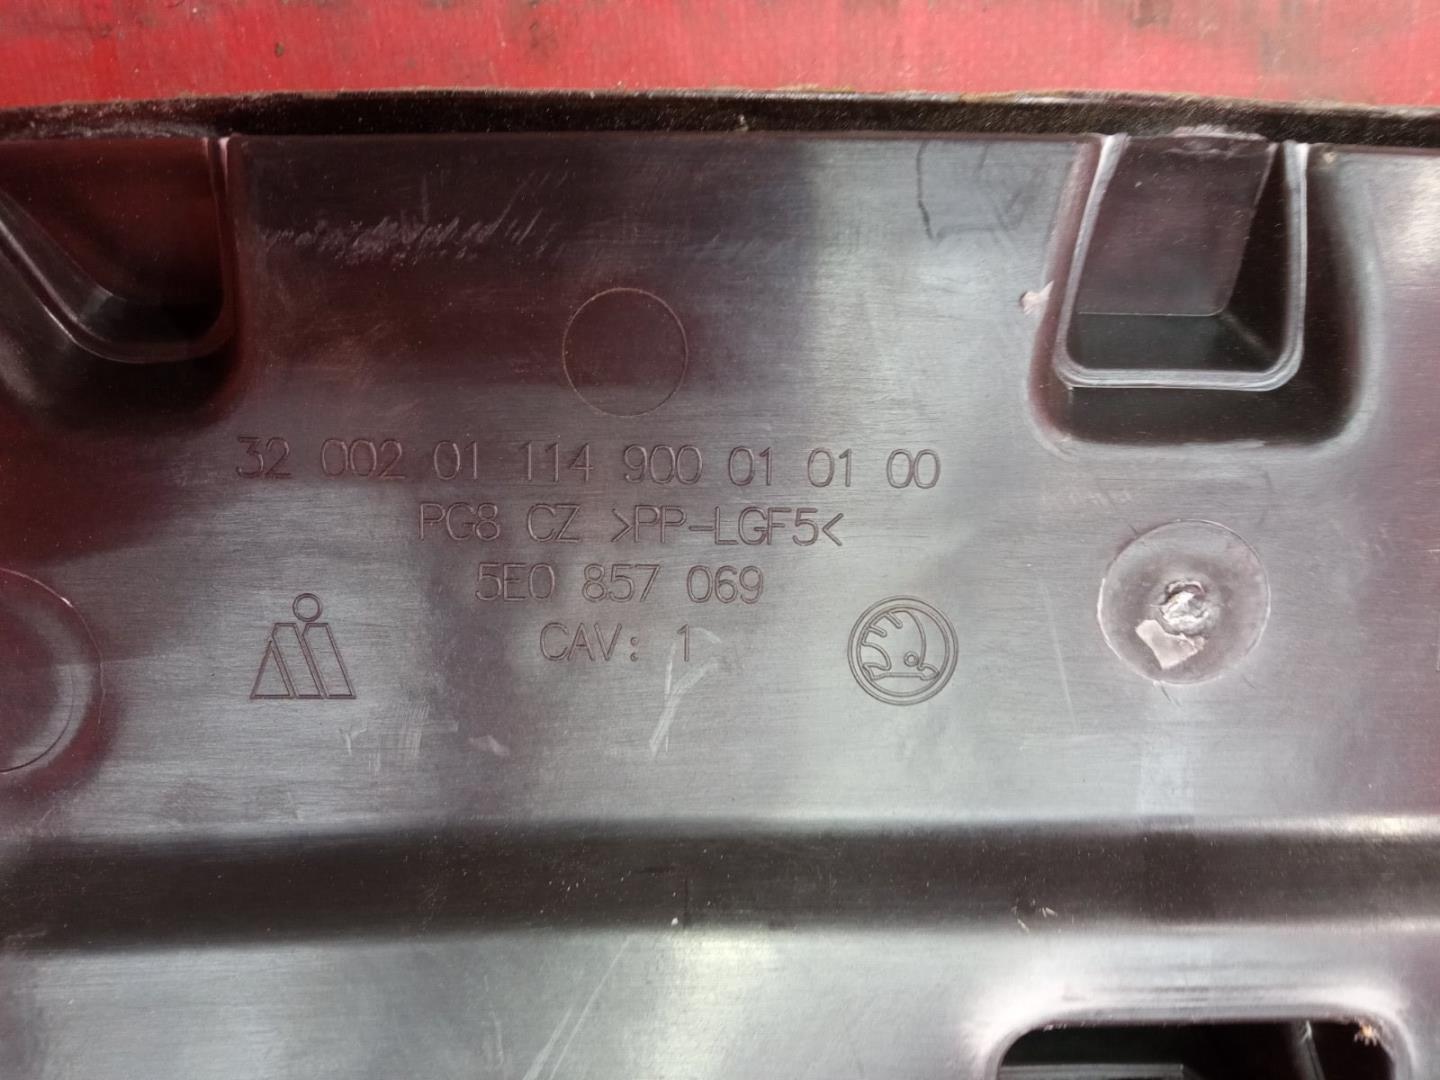 32 002 01 114 900 01 01 00
PG8 CZ >PP-LGF5<
5E0 857 069
CAV: 1